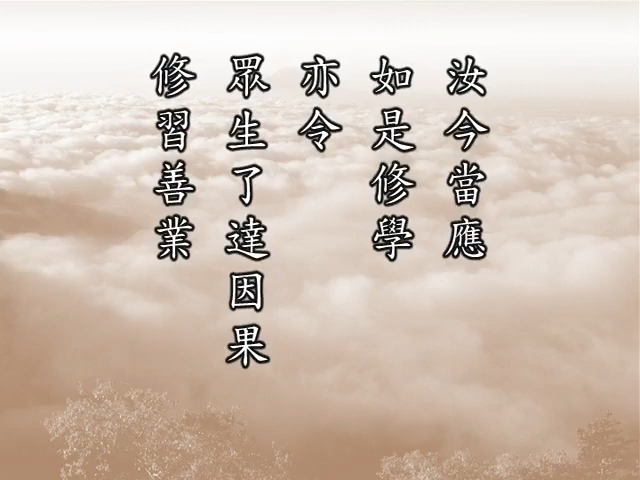 汝今當應
如是修學
亦令
眾生了達因果
修習善業